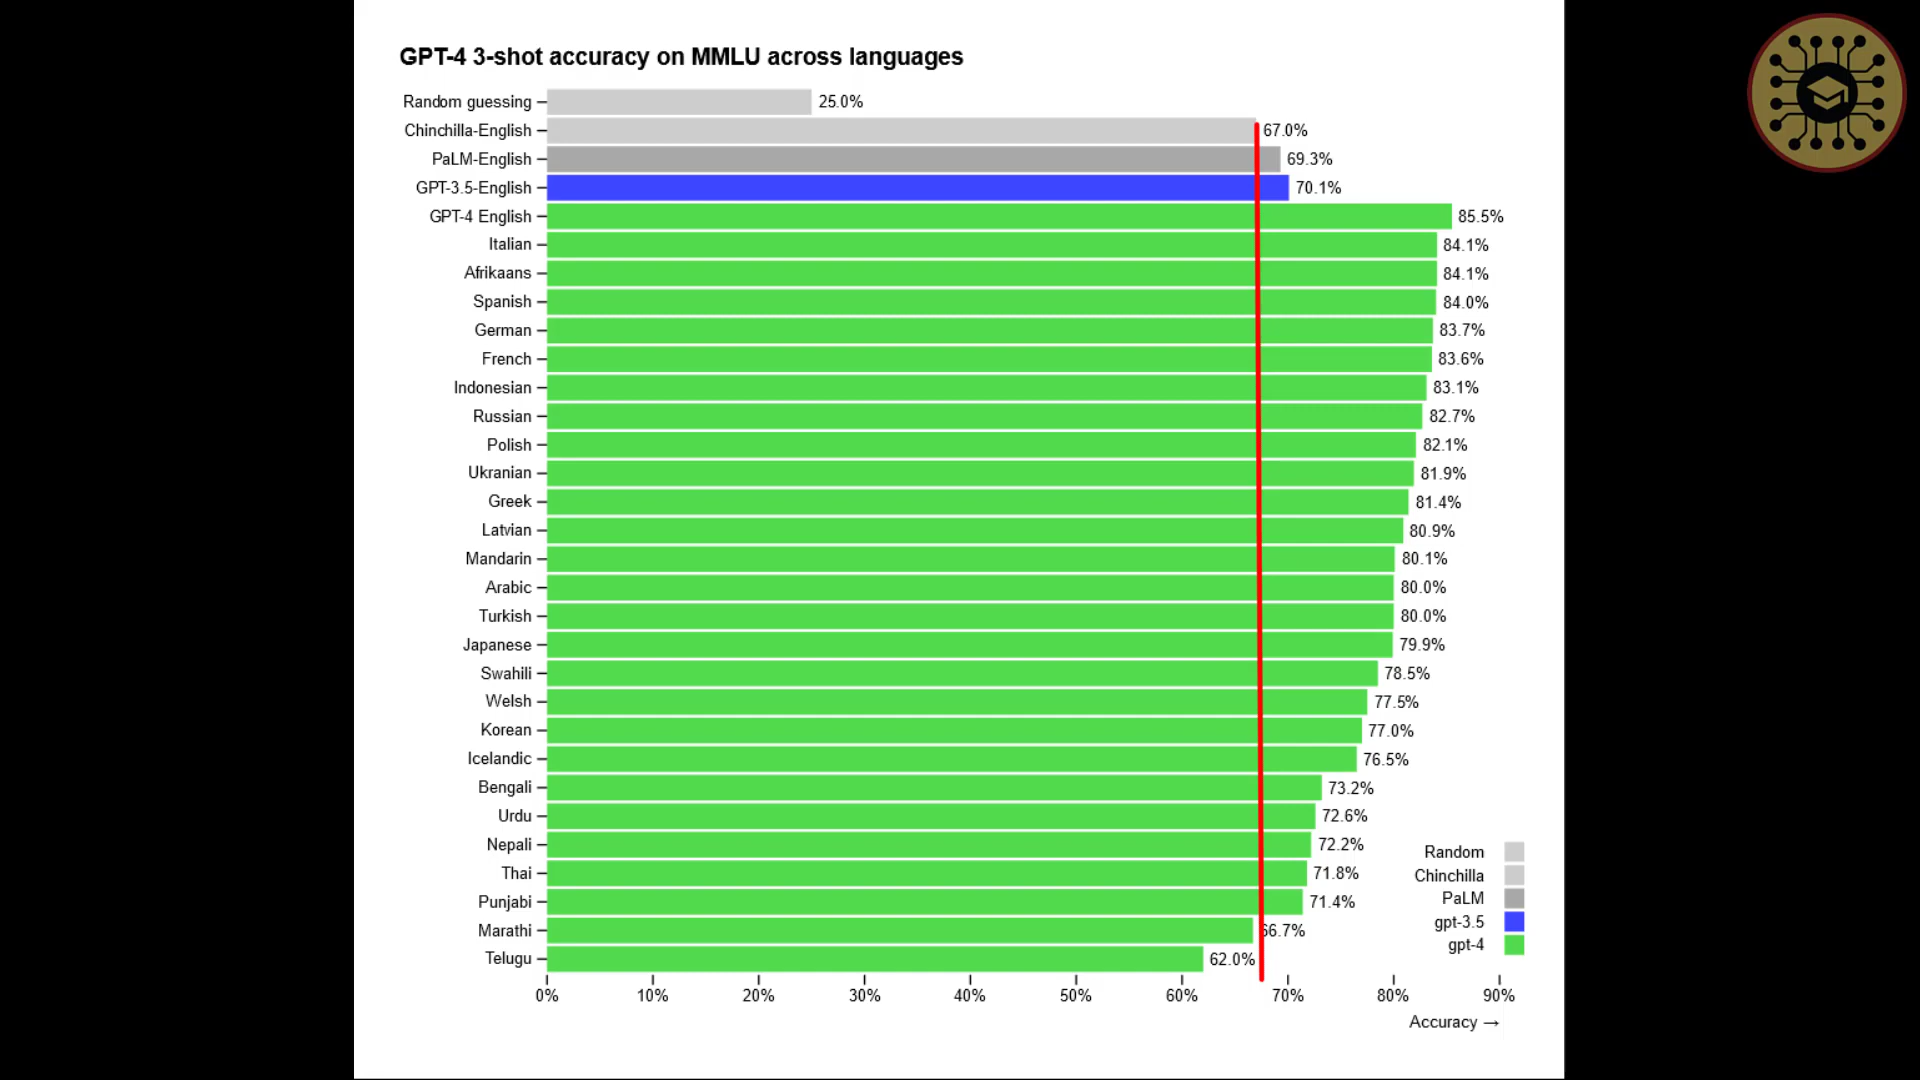 GPT-4 3-shot accuracy on MMLU across languages
Random guessing 25.0%
Chinchilla-English 67.0%
PaLM-English 69.3%
GPT-3.5-English 70.1%
GPT-4 English 85.5%
Italian 84.1%
Afrikaans 84.1%
Spanish 84.0%
German 83.7%
French 83.6%
Indonesian 83.1%
Russian 82.7%
Polish 82.1%
Ukranian 81.9%
Greek 81.4%
Latvian 80.9%
Mandarin 80.1%
Arabic 80.0%
Turkish 80.0%
Japanese 79.9%
Swahili 78.5%
Welsh 77.5%
Korean 77.0%
Icelandic 76.5%
Bengali 73.2%
Urdu 72.6%
Nepali 72.2%
Thai 71.8%
Punjabi 71.4%
Marathi 66.7%
Telugu 62.0%
Random
Chinchilla
PaLM
gpt-3.5
gpt-4
0% 10% 20% 30% 40% 50% 60% 70% 80% 90%
Accuracy →